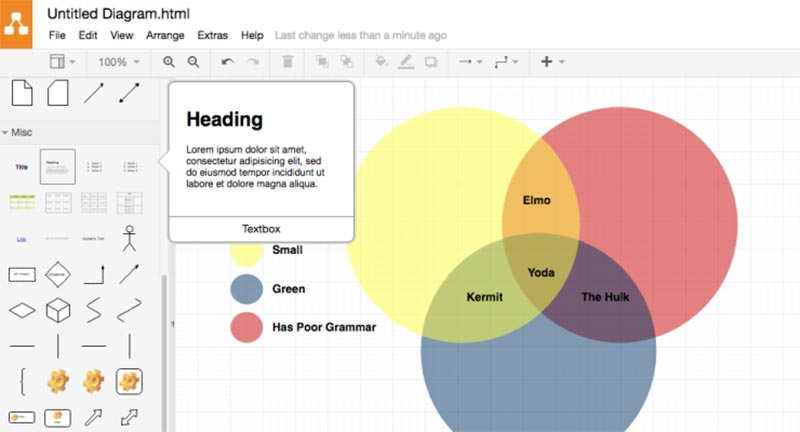 Untitled Diagram.html
File Edit View Arrange Extras Help Last change less than a minute ago
100%
Misc
Title
Heading
Heading
Lorem ipsum dolor sit amet,
consectetur adipisicing elit, sed
do eiusmod tempor incididunt ut
labore et dolore magna aliqua.
Textbox
Link
Small
Green
Has Poor Grammar
Elmo
Yoda
Kermit
The Hulk